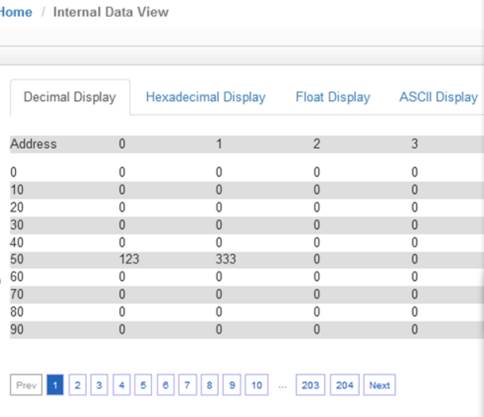 Home / Internal Data View
Decimal Display Hexadecimal Display Float Display ASCII Display
Address 0 1 2 3
0 0 0 0 0
10 0 0 0 0
20 0 0 0 0
30 0 0 0 0
40 0 0 0 0
50 123 333 0 0
60 0 0 0 0
70 0 0 0 0
80 0 0 0 0
90 0 0 0 0
Prev 1 2 3 4 5 6 7 8 9 10 ... 203 204 Next